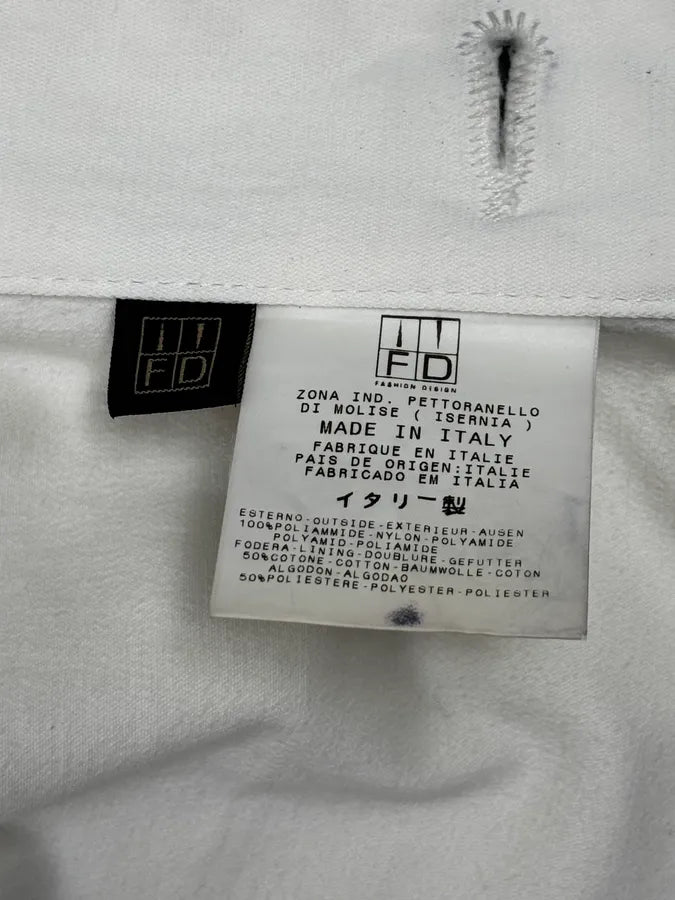 FD
FD
FASHION DESIGN
ZONA IND. PETTORANELLO
DI MOLISE ( ISERNIA )
MADE IN ITALY
FABRIQUE EN ITALIE
PAIS DE ORIGEN:ITALIE
FABRICADO EM ITALIA
イタリー製
ESTERNO-OUTSIDE-EXTERIEUR-AUSEN
100%POLIAMMIDE-NYLON-POLYAMIDE
POLYAMID-POLIAMIDE
FODERA-LINING-DOUBLURE-GEFUTTER
50%COTONE-COTTON-BAUMWOLLE-COTON
ALGODON-ALGODAO
50%POLIESTERE-POLYESTER-POLIESTER